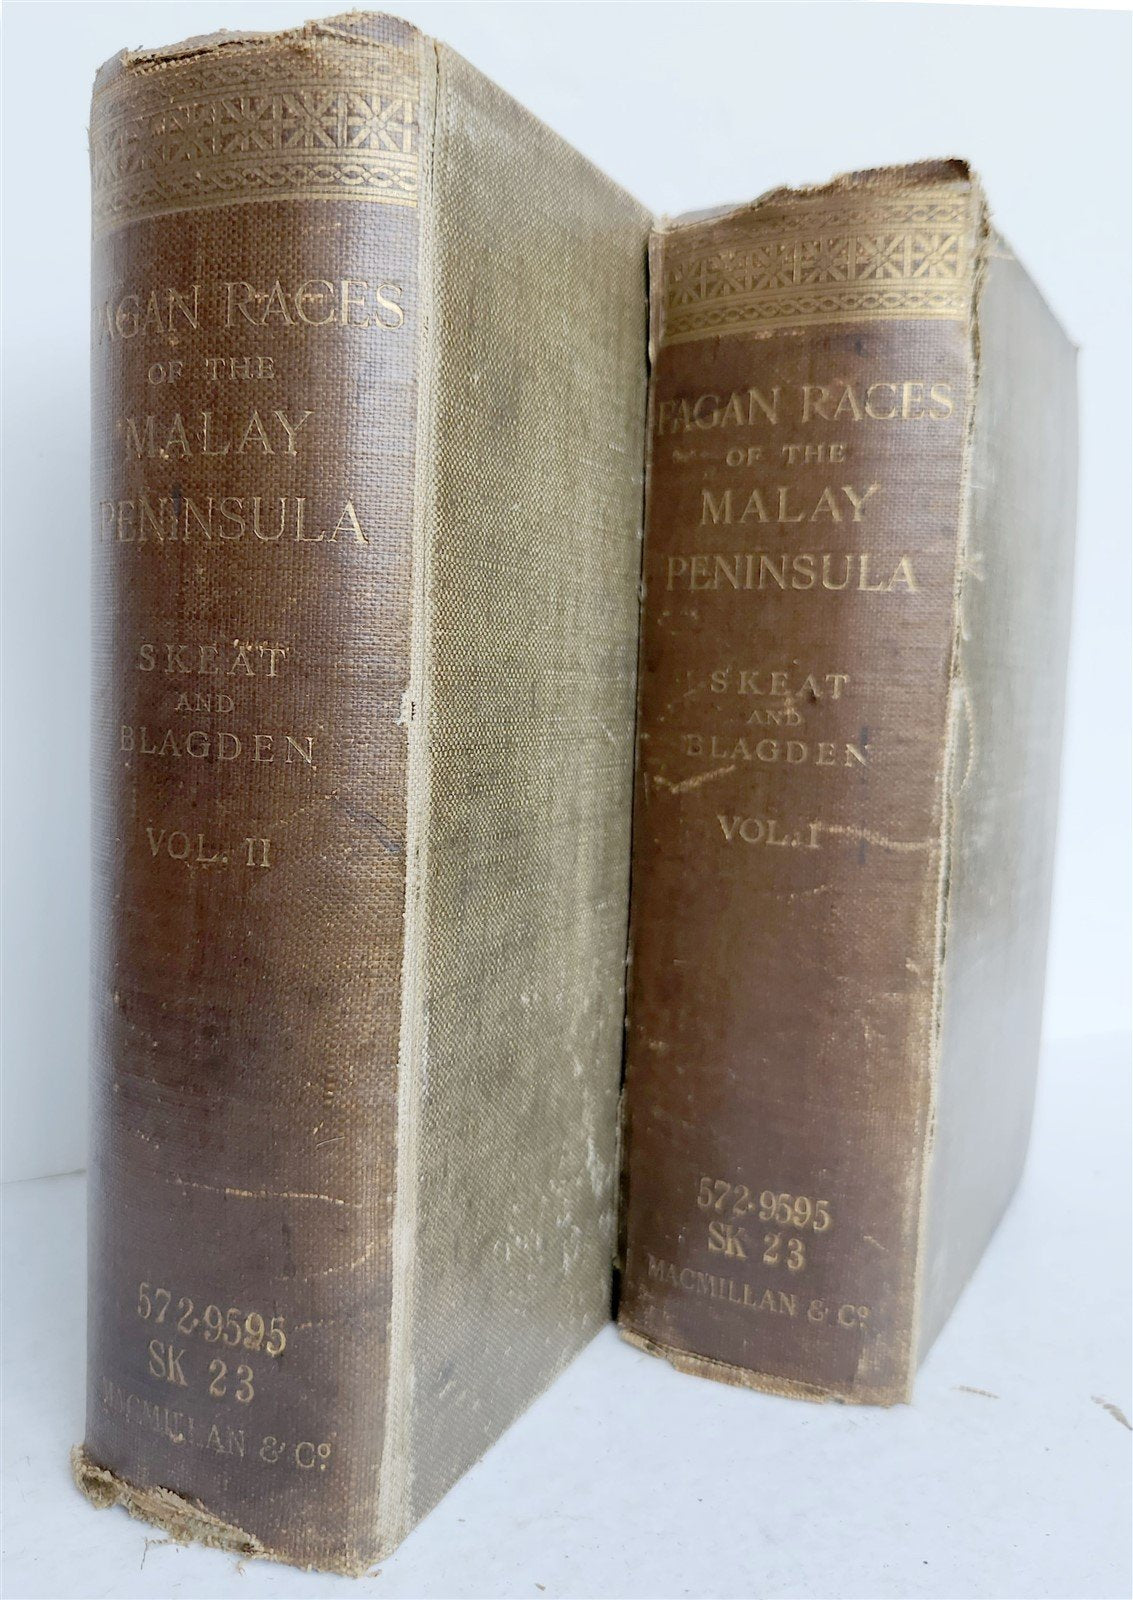 PAGAN RACES
OF THE
MALAY
PENINSULA
SKEAT
AND
BLAGDEN
VOL. II
572.9595
SK 23
MACMILLAN & Co.
PAGAN RACES
OF THE
MALAY
PENINSULA
SKEAT
AND
BLAGDEN
VOL. I
572.9595
SK 23
MACMILLAN & Co.